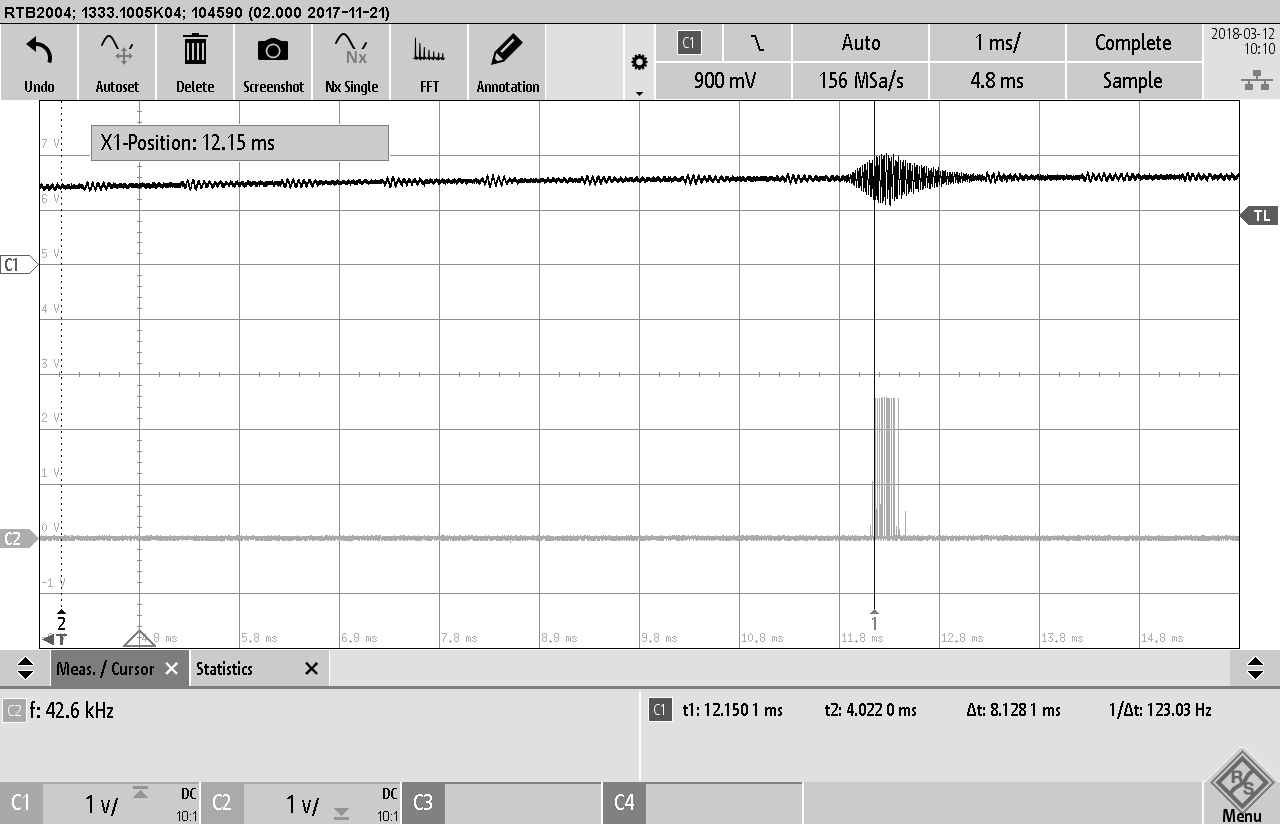 RTB2004; 1333.1005K04; 104590 (02.000 2017-11-21)
Undo
Autoset
Delete
Screenshot
Nx
Nx Single
FFT
Annotation
C1
Auto
1 ms/
Complete
2018-03-12
10:10
900 mV
156 MSa/s
4.8 ms
Sample
X1-Position: 12.15 ms
7 V
6 V
TL
5 V
C1
4 V
3 V
2 V
1 V
0 V
C2
-1 V
2
1
T
4.8 ms
5.8 ms
6.8 ms
7.8 ms
8.8 ms
9.8 ms
10.8 ms
11.8 ms
12.8 ms
13.8 ms
14.8 ms
Meas. / Cursor
Statistics
C2 f: 42.6 kHz
C1 t1: 12.150 1 ms t2: 4.022 0 ms Δt: 8.128 1 ms 1/Δt: 123.03 Hz
C1 1 V/ DC 10:1
C2 1 V/ DC 10:1
C3
C4
R S
Menu